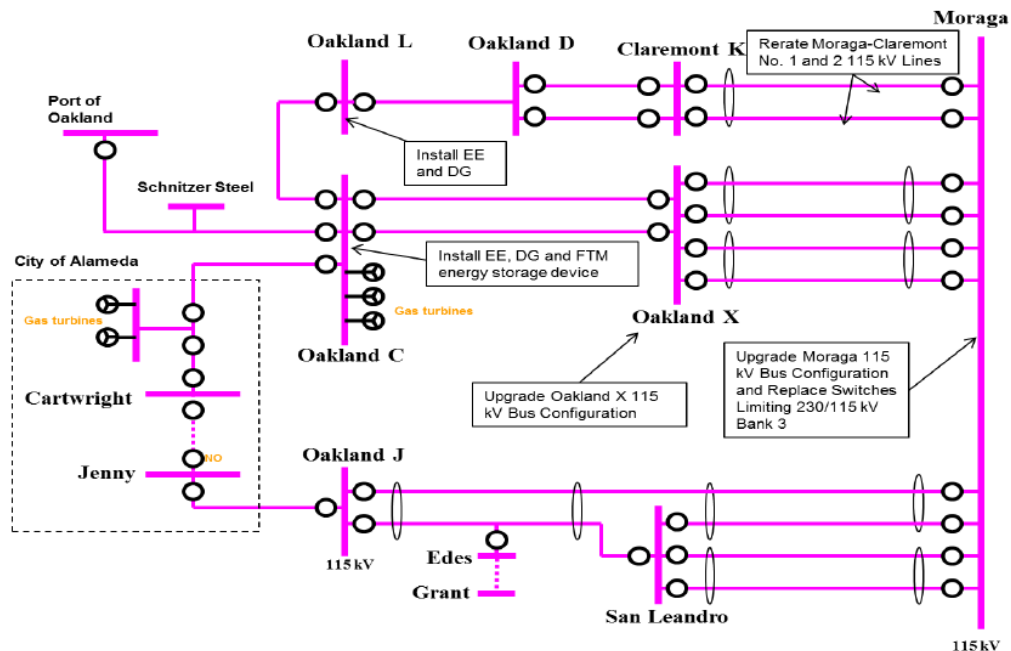 Moraga
Oakland L
Oakland D
Claremont K
Rerate Moraga-Claremont
No. 1 and 2 115 kV Lines
Port of
Oakland
Install EE
and DG
Schnitzer Steel
City of Alameda
Install EE, DG and FTM
energy storage device
Gas turbines
Gas turbines
Oakland X
Oakland C
Cartwright
Upgrade Oakland X 115
kV Bus Configuration
Upgrade Moraga 115
kV Bus Configuration
and Replace Switches
Limiting 230/115 kV
Bank 3
NO
Jenny
Oakland J
115 kV
Edes
Grant
San Leandro
115 kV